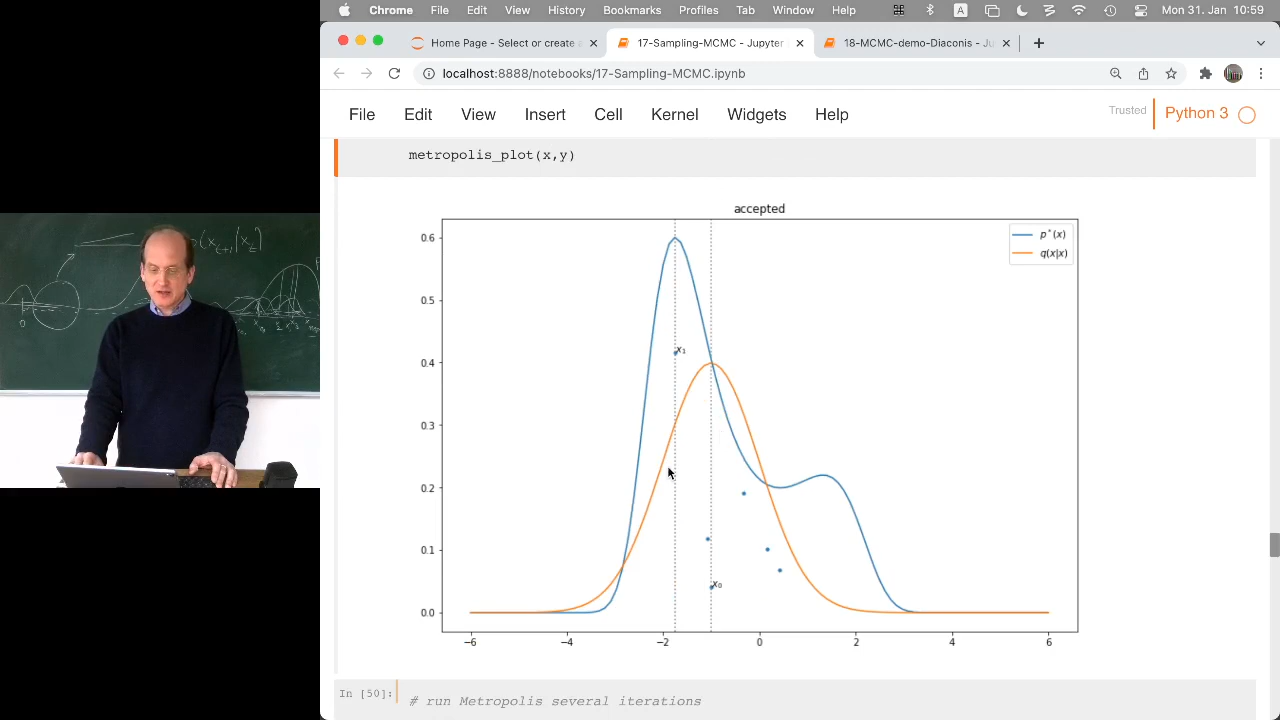 Chrome File Edit View History Bookmarks Profiles Tab Window Help A Mon 31. Jan 10:59
Home Page - Select or create a 17-Sampling-MCMC - Jupyter 18-MCMC-demo-Diaconis - Ju
localhost:8888/notebooks/17-Sampling-MCMC.ipynb
File Edit View Insert Cell Kernel Widgets Help Trusted Python 3
metropolis_plot(x,y)
accepted
p*(x)
q(x|x)
0.6
0.5
0.4
0.3
0.2
0.1
0.0
x₁
x₀
−6 −4 −2 0 2 4 6
In [50]: # run Metropolis several iterations
(x_{t+1}|x_t)
0